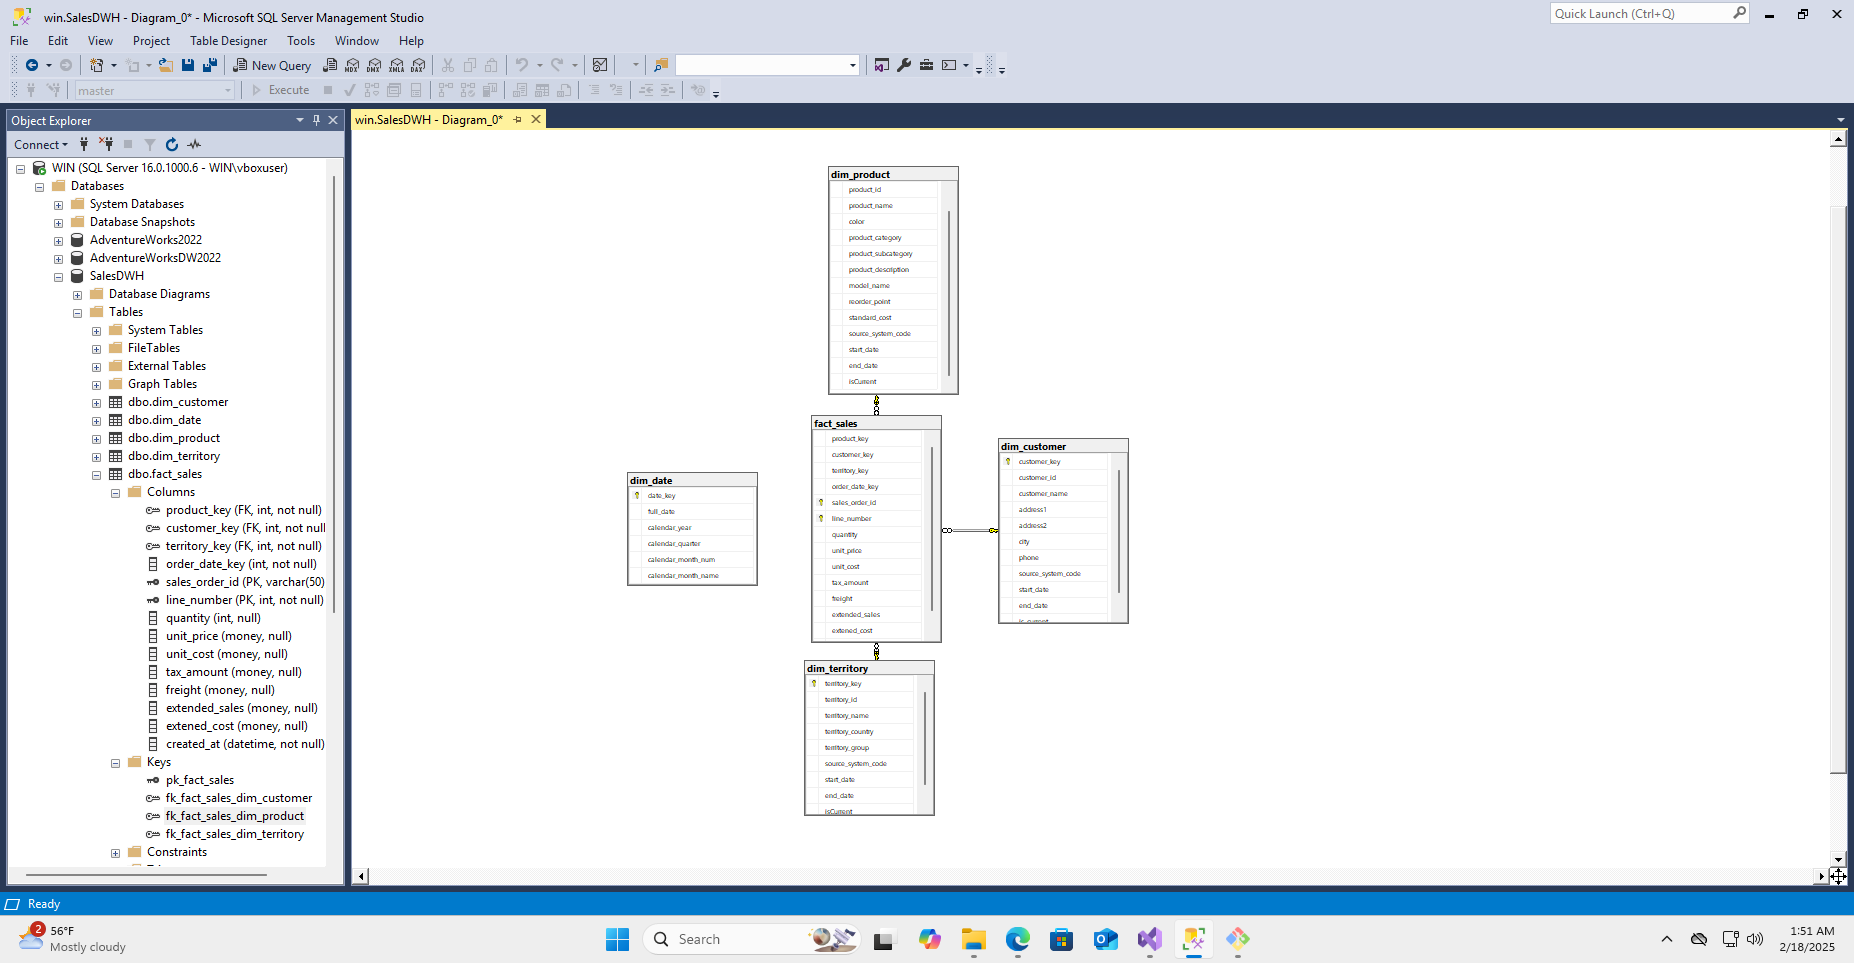 win.SalesDWH - Diagram_0* - Microsoft SQL Server Management Studio
Quick Launch (Ctrl+Q)
File Edit View Project Table Designer Tools Window Help
New Query MDX DMX XMLA DAX
master Execute
Object Explorer
Connect
WIN (SQL Server 16.0.1000.6 - WIN\vboxuser)
Databases
System Databases
Database Snapshots
AdventureWorks2022
AdventureWorksDW2022
SalesDWH
Database Diagrams
Tables
System Tables
FileTables
External Tables
Graph Tables
dbo.dim_customer
dbo.dim_date
dbo.dim_product
dbo.dim_territory
dbo.fact_sales
Columns
product_key (FK, int, not null)
customer_key (FK, int, not null
territory_key (FK, int, not null)
order_date_key (int, not null)
sales_order_id (PK, varchar(50)
line_number (PK, int, not null)
quantity (int, null)
unit_price (money, null)
unit_cost (money, null)
tax_amount (money, null)
freight (money, null)
extended_sales (money, null)
extened_cost (money, null)
created_at (datetime, not null)
Keys
pk_fact_sales
fk_fact_sales_dim_customer
fk_fact_sales_dim_product
fk_fact_sales_dim_territory
Constraints
win.SalesDWH - Diagram_0*
dim_product
product_id
product_name
color
product_category
product_subcategory
product_description
model_name
reorder_point
standard_cost
source_system_code
start_date
end_date
isCurrent
dim_date
date_key
full_date
calendar_year
calendar_quarter
calendar_month_num
calendar_month_name
fact_sales
product_key
customer_key
territory_key
order_date_key
sales_order_id
line_number
quantity
unit_price
unit_cost
tax_amount
freight
extended_sales
extened_cost
dim_customer
customer_key
customer_id
customer_name
address1
address2
city
phone
source_system_code
start_date
end_date
is_current
dim_territory
territory_key
territory_id
territory_name
territory_country
territory_group
source_system_code
start_date
end_date
isCurrent
Ready
2
56°F
Mostly cloudy
Search
1:51 AM
2/18/2025